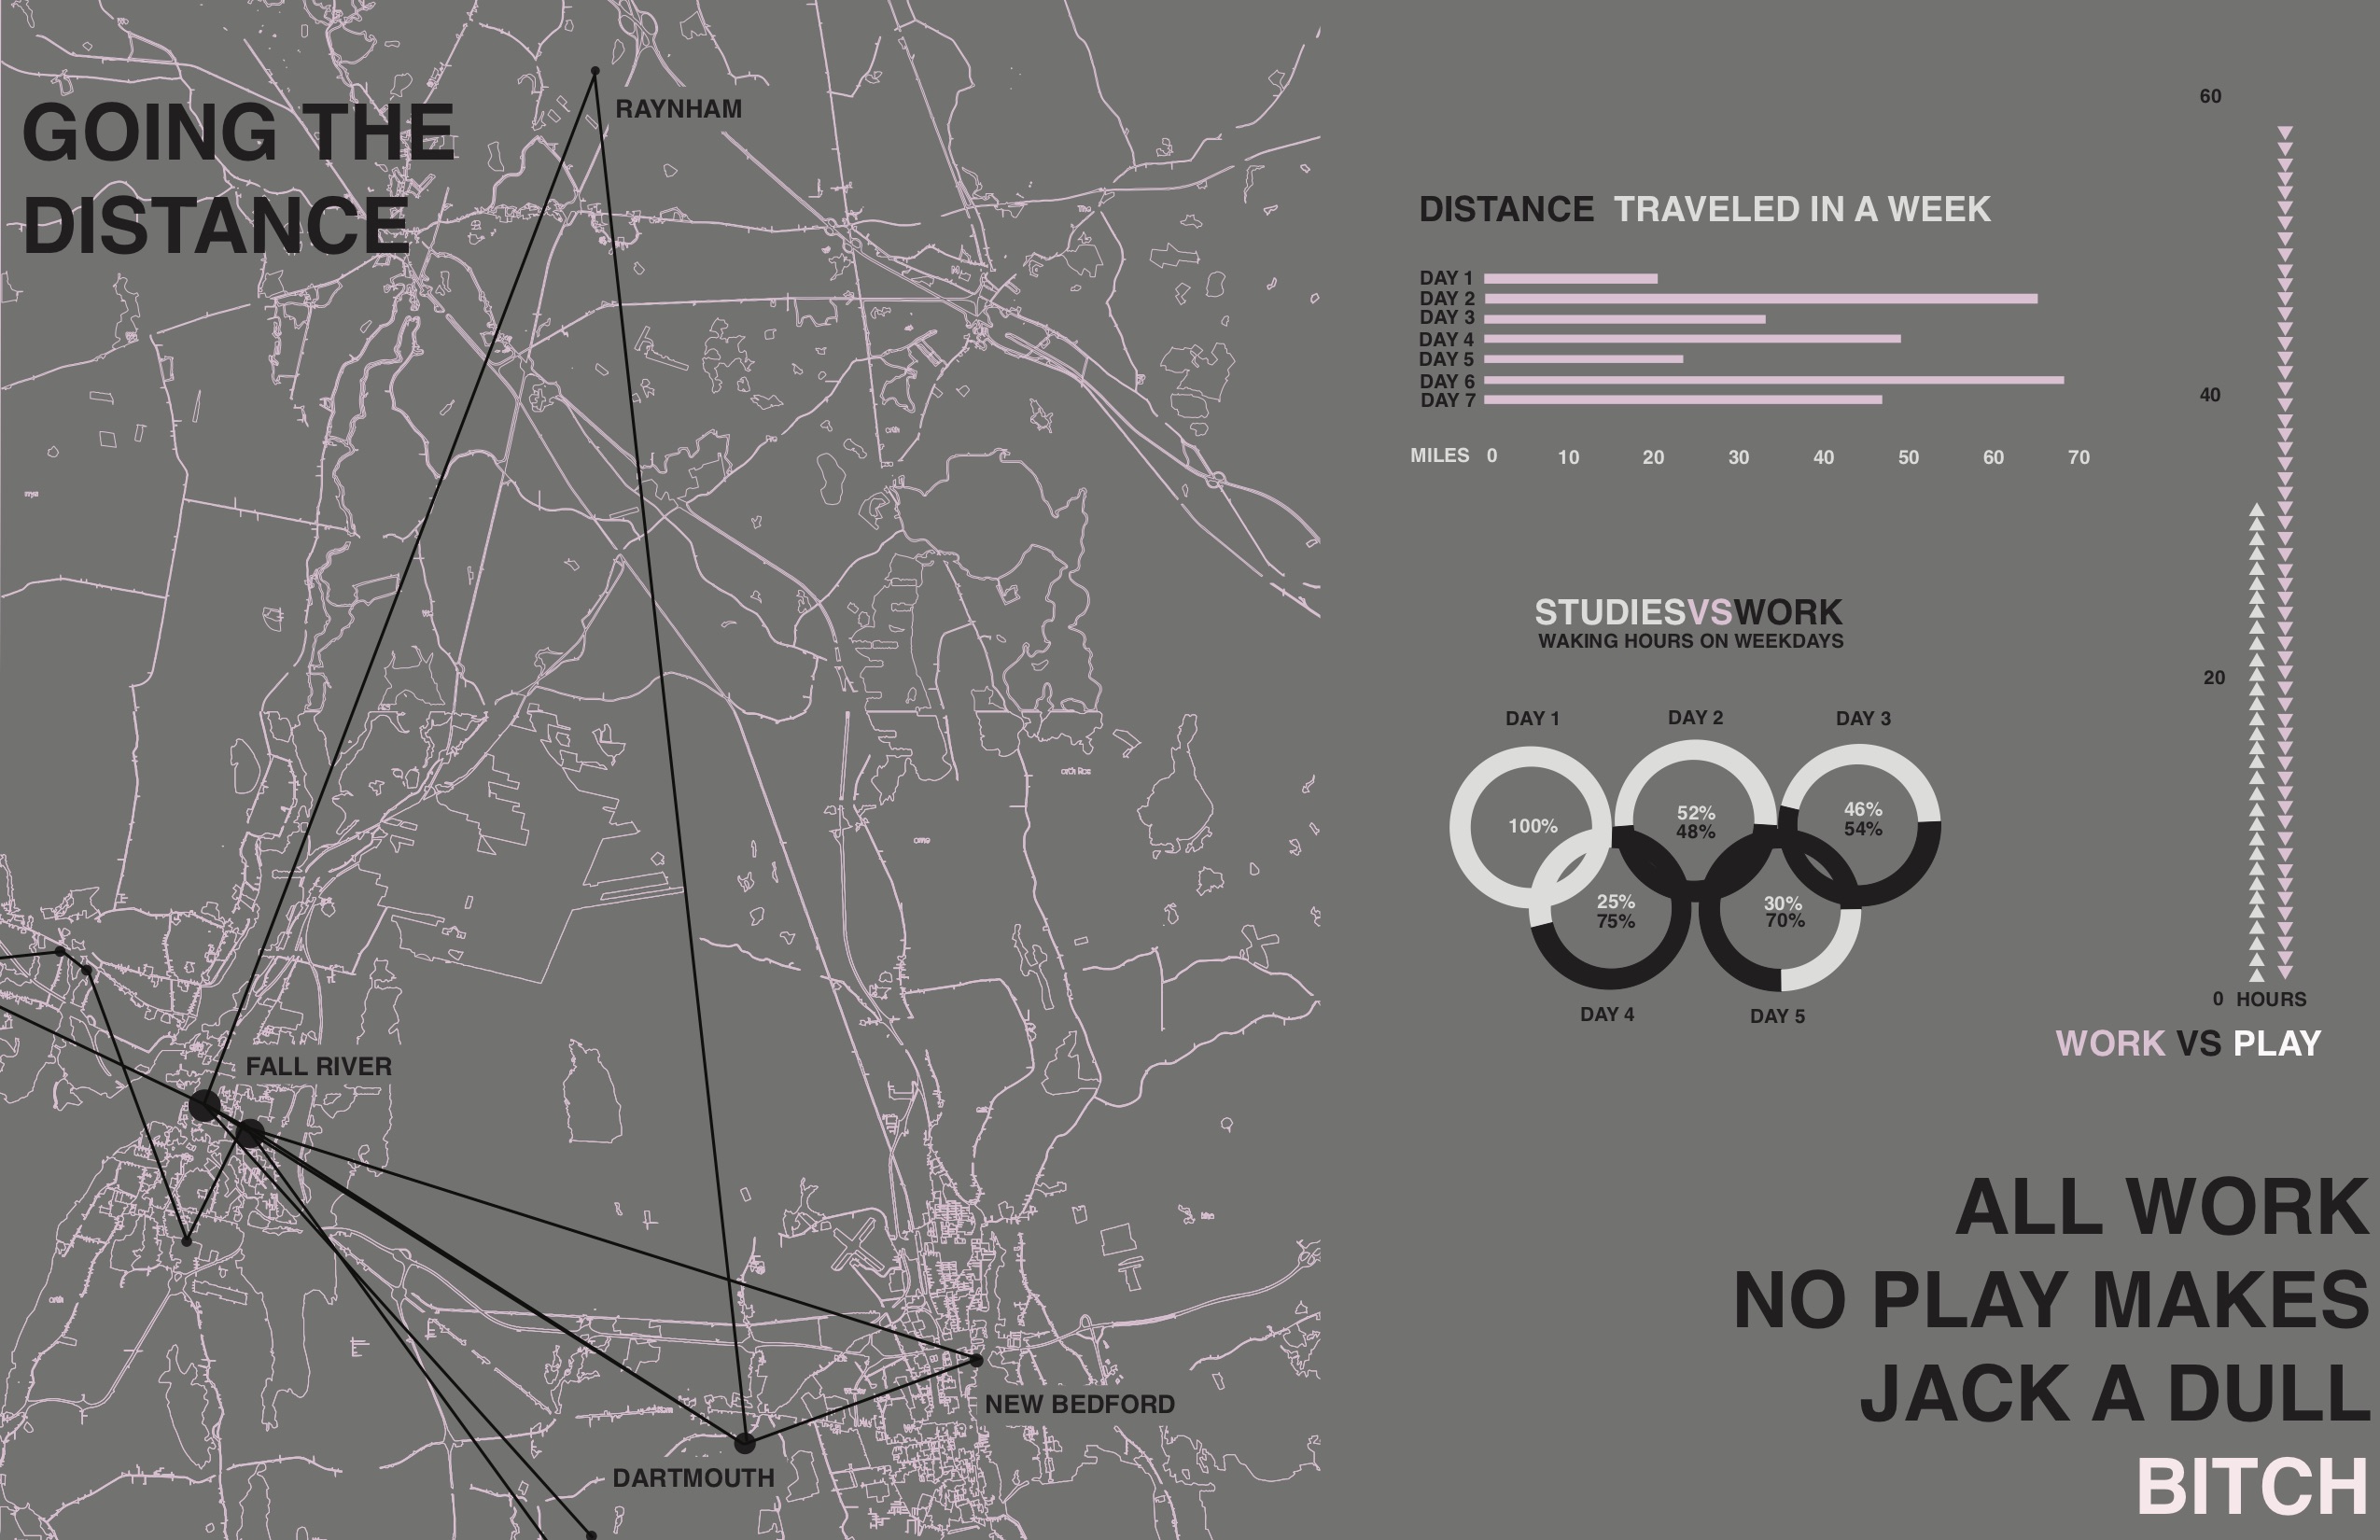 GOING THE
DISTANCE
RAYNHAM
FALL RIVER
NEW BEDFORD
DARTMOUTH
DISTANCE TRAVELED IN A WEEK
DAY 1
DAY 2
DAY 3
DAY 4
DAY 5
DAY 6
DAY 7
MILES 0 10 20 30 40 50 60 70
STUDIESVSWORK
WAKING HOURS ON WEEKDAYS
DAY 1
DAY 2
DAY 3
100%
52%
48%
46%
54%
25%
75%
30%
70%
DAY 4
DAY 5
60
40
20
0 HOURS
WORK VS PLAY
ALL WORK
NO PLAY MAKES
JACK A DULL
BITCH